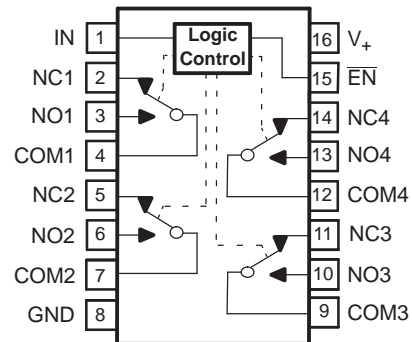 IN 1 Logic Control 16 V+
15 E̅N̅
NC1 2
14 NC4
NO1 3
13 NO4
COM1 4
12 COM4
NC2 5
11 NC3
NO2 6
10 NO3
COM2 7
9 COM3
GND 8